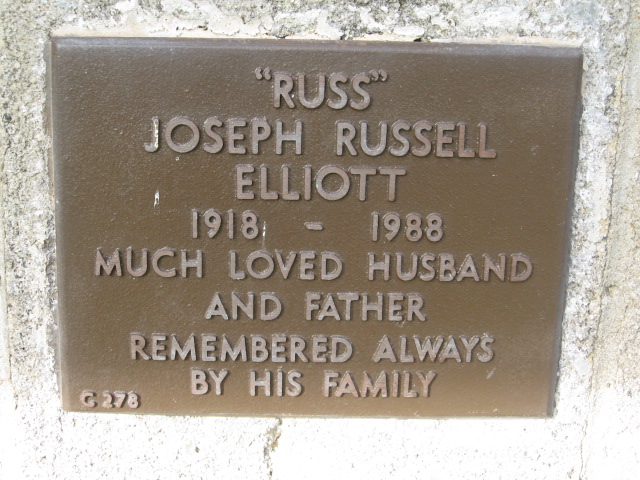 "RUSS"
JOSEPH RUSSELL
ELLIOTT
1918 - 1988
MUCH LOVED HUSBAND
AND FATHER
REMEMBERED ALWAYS
BY HIS FAMILY
G 278